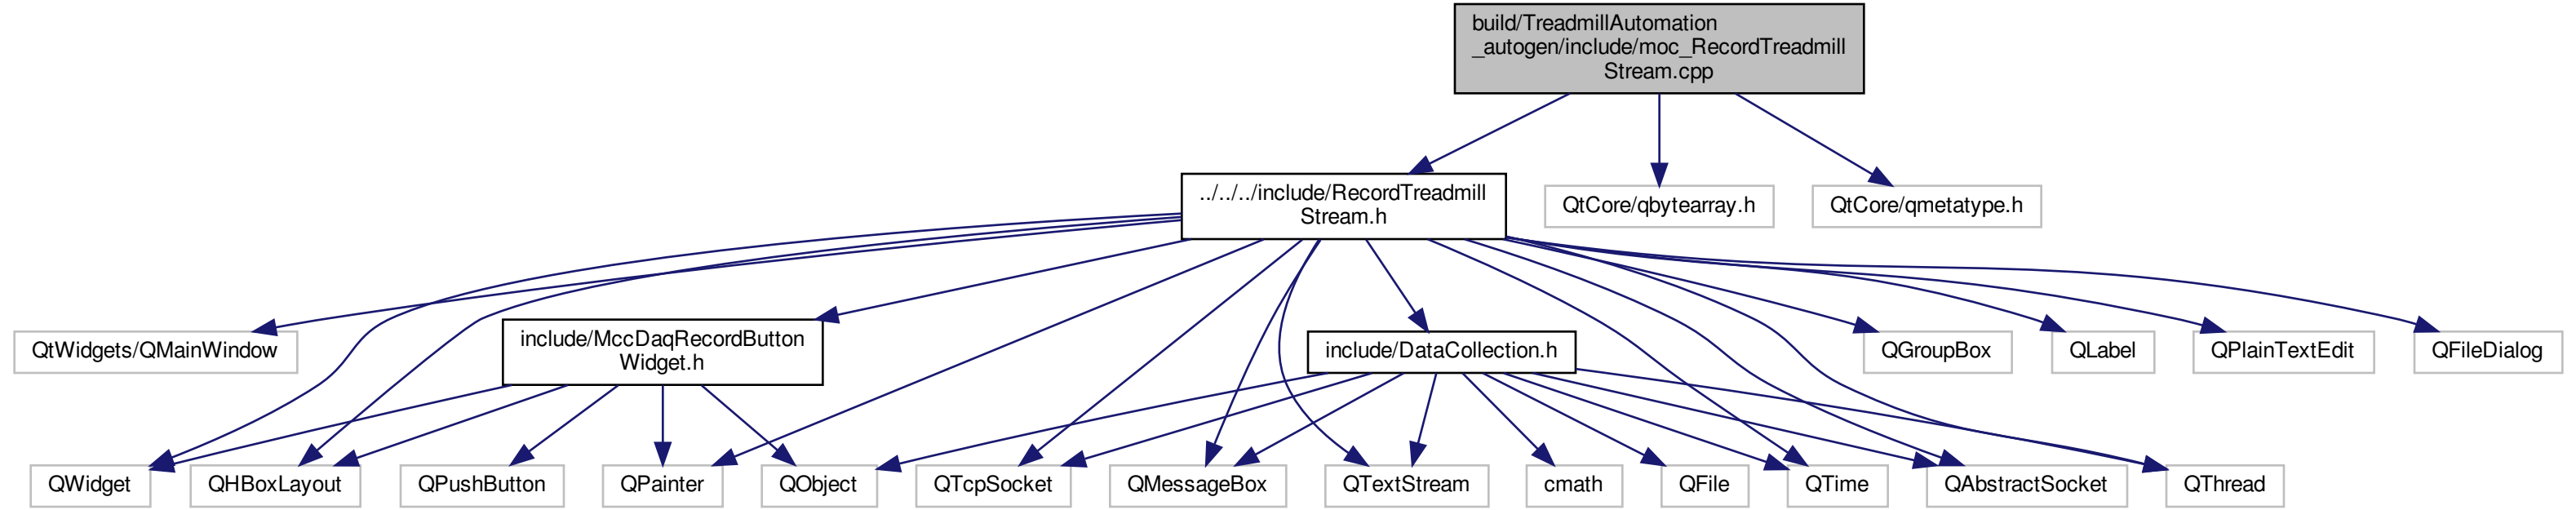 build/TreadmillAutomation
_autogen/include/moc_RecordTreadmill
Stream.cpp
../../../include/RecordTreadmill
Stream.h
QtCore/qbytearray.h
QtCore/qmetatype.h
QtWidgets/QMainWindow
include/MccDaqRecordButton
Widget.h
include/DataCollection.h
QGroupBox
QLabel
QPlainTextEdit
QFileDialog
QWidget
QHBoxLayout
QPushButton
QPainter
QObject
QTcpSocket
QMessageBox
QTextStream
cmath
QFile
QTime
QAbstractSocket
QThread